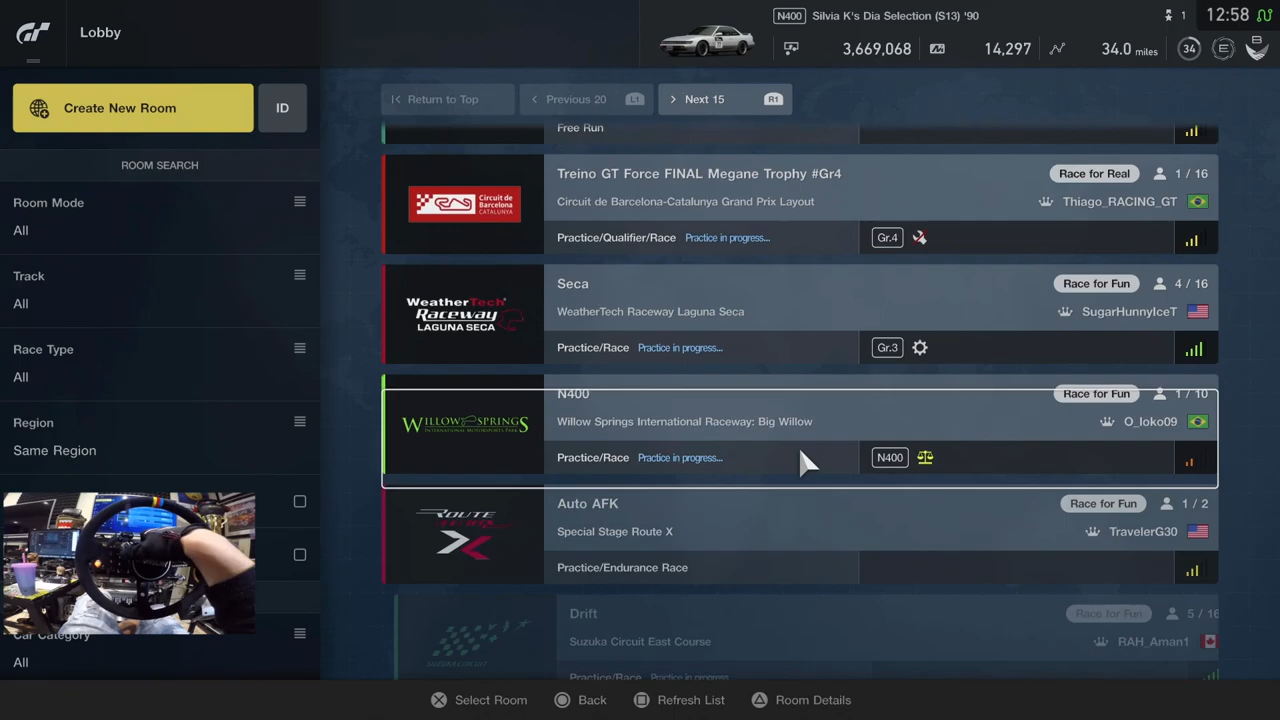 Lobby
N400 Silvia K's Dia Selection (S13) '90
1 12:58
3,669,068 14,297 34.0 miles 34 E B
Create New Room ID
Return to Top Previous 20 L1 Next 15 R1
ROOM SEARCH
Room Mode
All
Track
All
Race Type
All
Region
Same Region
Car Category
All
Free Run
Treino GT Force FINAL Megane Trophy #Gr4 Race for Real 1 / 16
Circuit de Barcelona-Catalunya Grand Prix Layout Thiago_RACING_GT
Circuit de
Barcelona
CATALUNYA
Practice/Qualifier/Race Practice in progress... Gr.4
Seca Race for Fun 4 / 16
WeatherTech Raceway Laguna Seca SugarHunnyIceT
WeatherTech
Raceway
LAGUNA SECA
Practice/Race Practice in progress... Gr.3
N400 Race for Fun 1 / 10
Willow Springs International Raceway: Big Willow O_loko09
WILLOW SPRINGS
INTERNATIONAL MOTORSPORTS PARK
Practice/Race Practice in progress... N400
Auto AFK Race for Fun 1 / 2
Special Stage Route X TravelerG30
ROUTE
X
Practice/Endurance Race
Drift Race for Fun 5 / 16
Suzuka Circuit East Course RAH_Aman1
SUZUKA CIRCUIT
Practice/Race Practice in progress
Select Room Back Refresh List Room Details